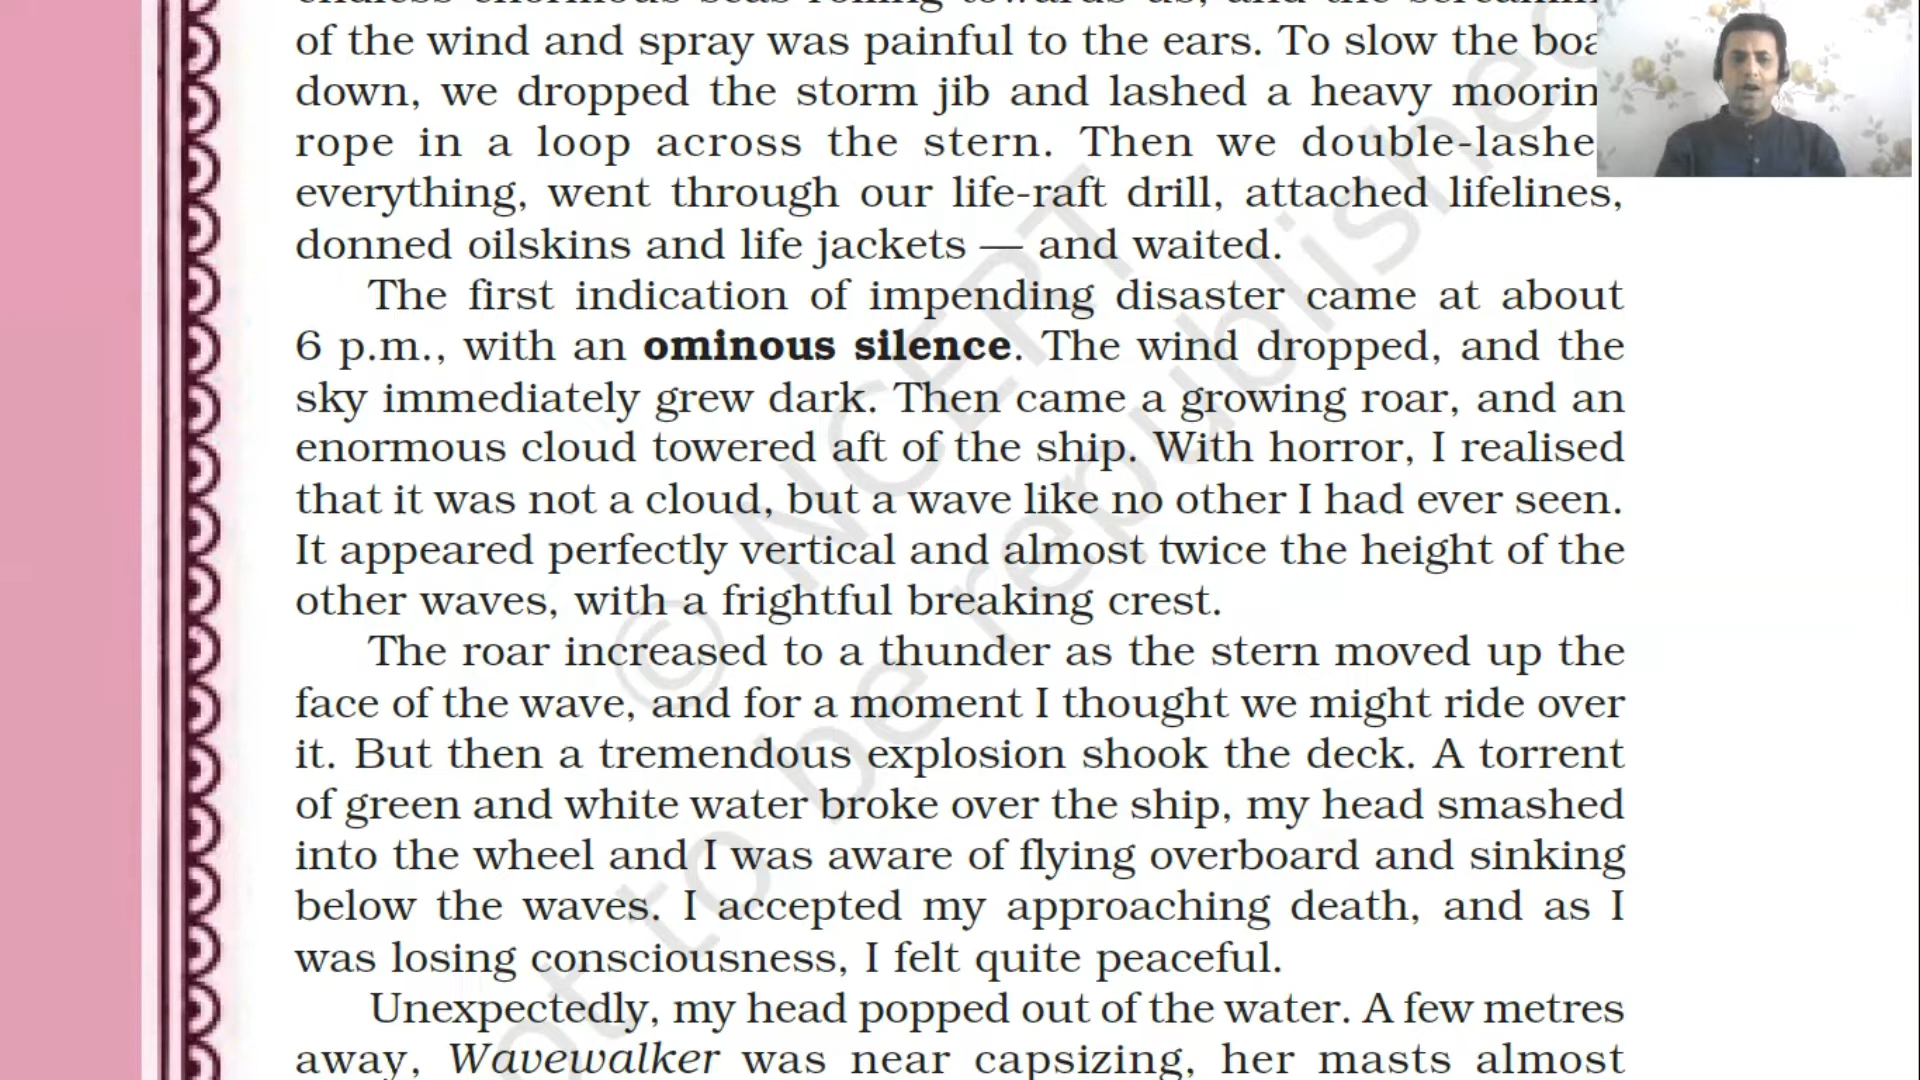 of the wind and spray was painful to the ears. To slow the
down, we dropped the storm jib and lashed a heavy
rope in a loop across the stern. Then we
everything, went through our life-raft drill, attached lifelines,
donned oilskins and life jackets — and waited.
The first indication of impending disaster came at about
6 p.m., with an ominous silence. The wind dropped, and the
sky immediately grew dark. Then came a growing roar, and an
enormous cloud towered aft of the ship. With horror, I realised
that it was not a cloud, but a wave like no other I had ever seen.
It appeared perfectly vertical and almost twice the height of the
other waves, with a frightful breaking crest.
The roar increased to a thunder as the stern moved up the
face of the wave, and for a moment I thought we might ride over
it. But then a tremendous explosion shook the deck. A torrent
of green and white water broke over the ship, my head smashed
into the wheel and I was aware of flying overboard and sinking
below the waves. I accepted my approaching death, and as I
was losing consciousness, I felt quite peaceful.
Unexpectedly, my head popped out of the water. A few metres
away, Wavewalker was near capsizing, her masts almost
© NCERT
not to be republished